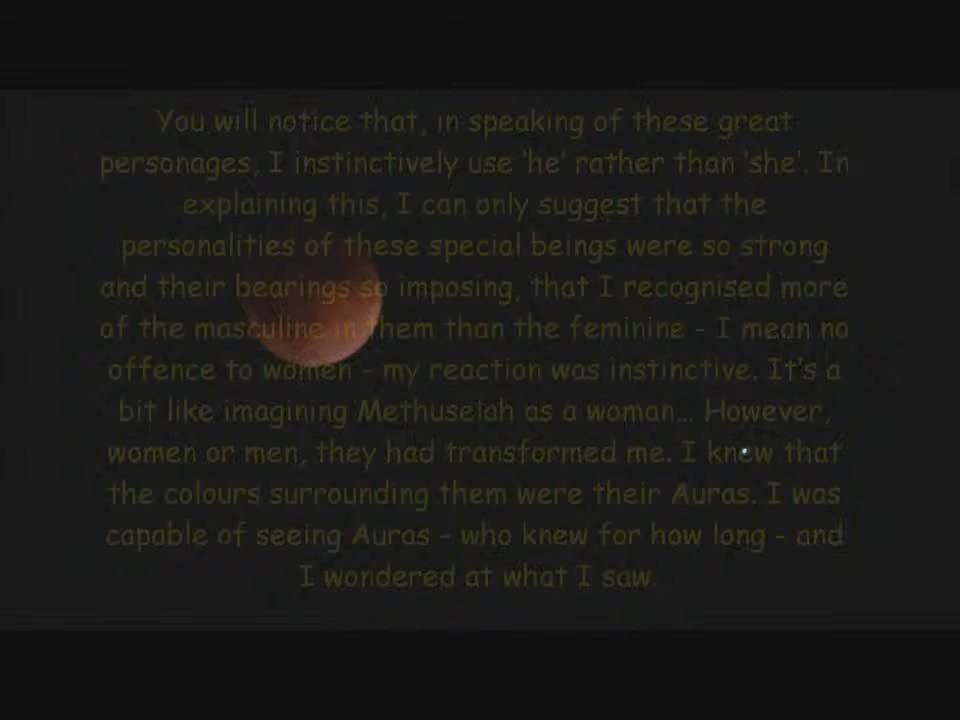 You will notice that, in speaking of these great
personages, I instinctively use 'he' rather than 'she'. In
explaining this, I can only suggest that the
personalities of these special beings were so strong
and their bearings so imposing, that I recognised more
of the masculine in them than the feminine - I mean no
offence to women - my reaction was instinctive. It's a
bit like imagining Methuselah as a woman... However,
women or men, they had transformed me. I knew that
the colours surrounding them were their Auras. I was
capable of seeing Auras - who knew for how long - and
I wondered at what I saw.